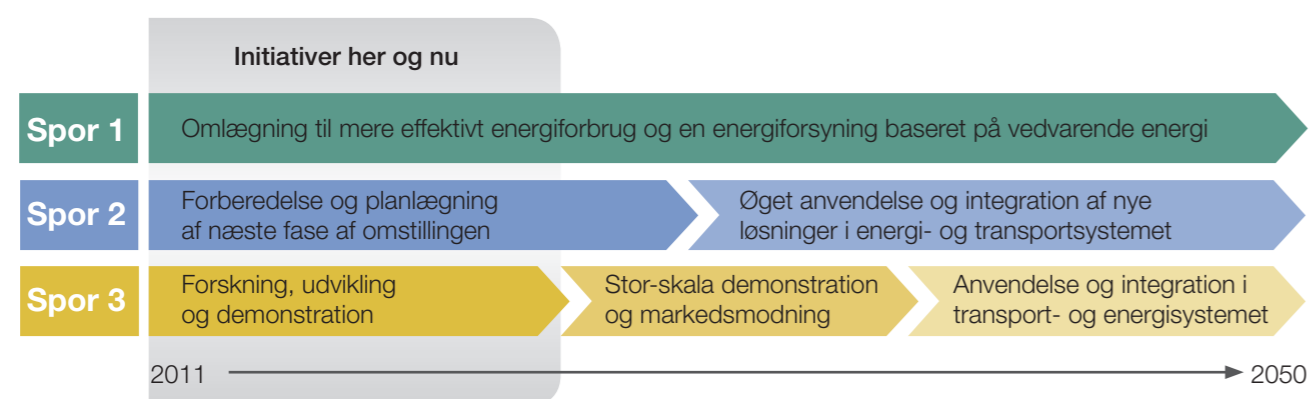 Initiativer her og nu
Spor 1
Omlægning til mere effektivt energiforbrug og en energiforsyning baseret på vedvarende energi
Spor 2
Forberedelse og planlægning
af næste fase af omstillingen
Øget anvendelse og integration af nye
løsninger i energi- og transportsystemet
Spor 3
Forskning, udvikling
og demonstration
Stor-skala demonstration
og markedsmodning
Anvendelse og integration i
transport- og energisystemet
2011
2050